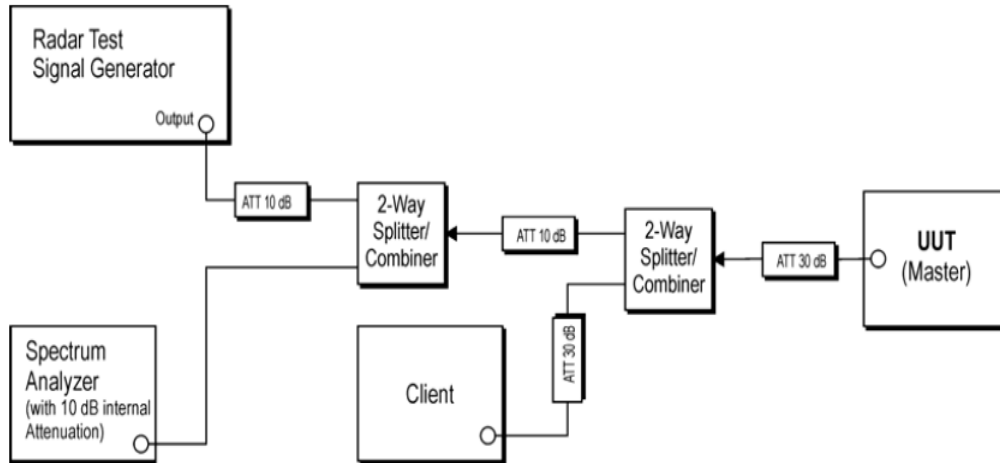 Radar Test
Signal Generator
Output
ATT 10 dB
2-Way
Splitter/
Combiner
ATT 10 dB
2-Way
Splitter/
Combiner
ATT 30 dB
UUT
(Master)
Spectrum
Analyzer
(with 10 dB internal
Attenuation)
Client
ATT 30 dB